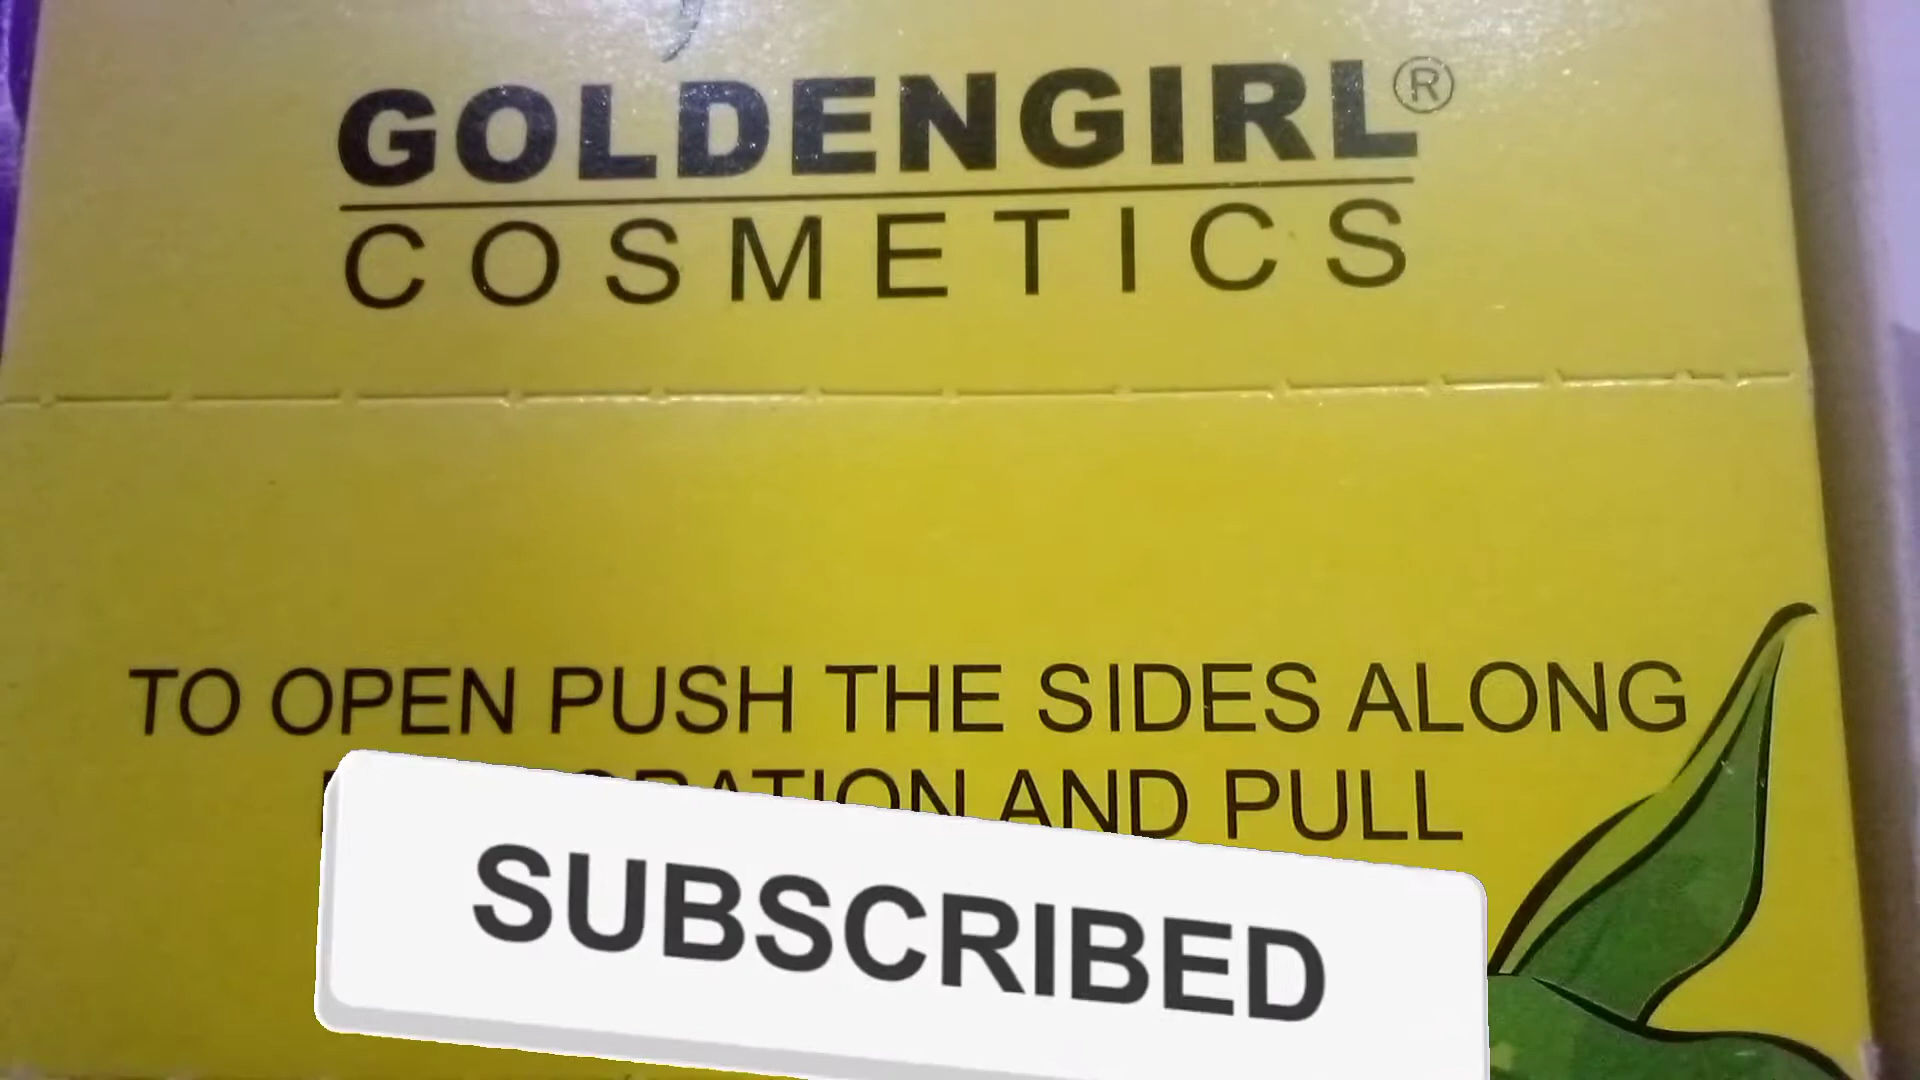 GOLDENGIRL®
COSMETICS
TO OPEN PUSH THE SIDES ALONG
AND PULL
SUBSCRIBED